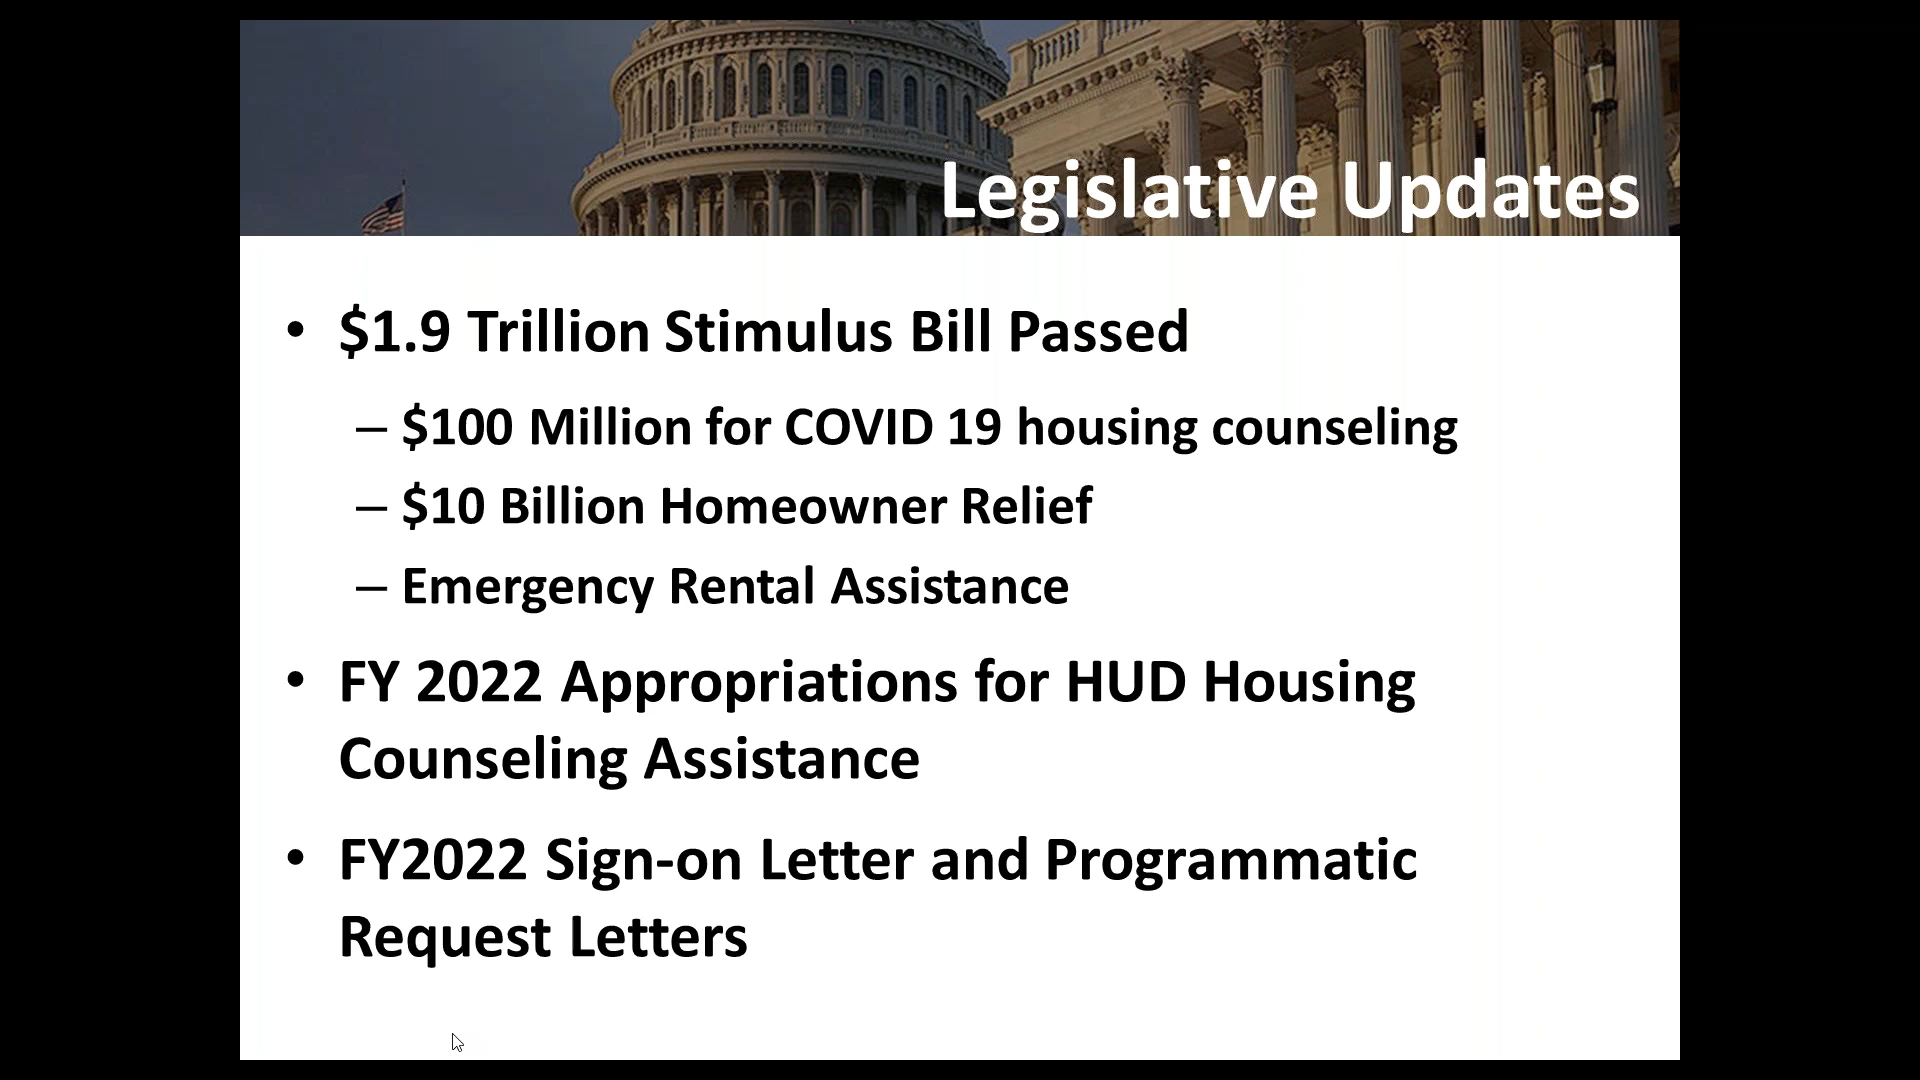 Legislative Updates
• $1.9 Trillion Stimulus Bill Passed
– $100 Million for COVID 19 housing counseling
– $10 Billion Homeowner Relief
– Emergency Rental Assistance
• FY 2022 Appropriations for HUD Housing
Counseling Assistance
• FY2022 Sign-on Letter and Programmatic
Request Letters